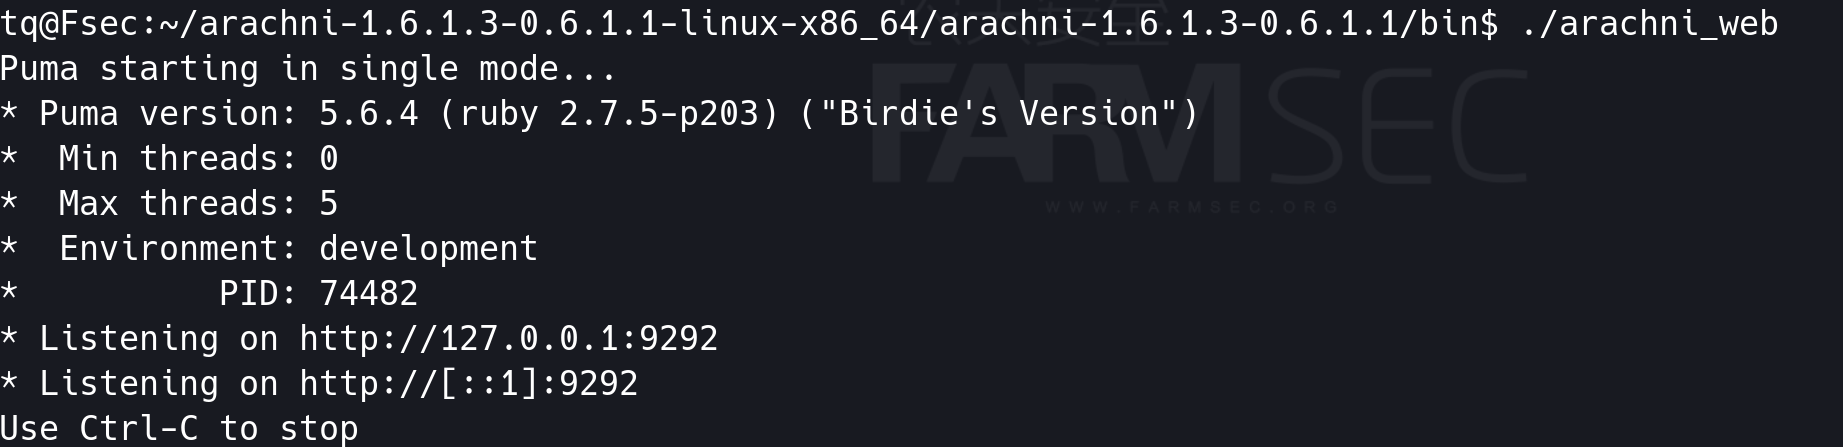 tq@Fsec:~/arachni-1.6.1.3-0.6.1.1-linux-x86_64/arachni-1.6.1.3-0.6.1.1/bin$ ./arachni_web
Puma starting in single mode...
* Puma version: 5.6.4 (ruby 2.7.5-p203) ("Birdie's Version")
*  Min threads: 0
*  Max threads: 5
*  Environment: development
*          PID: 74482
* Listening on http://127.0.0.1:9292
* Listening on http://[::1]:9292
Use Ctrl-C to stop
FARMSEC
WWW.FARMSEC.ORG